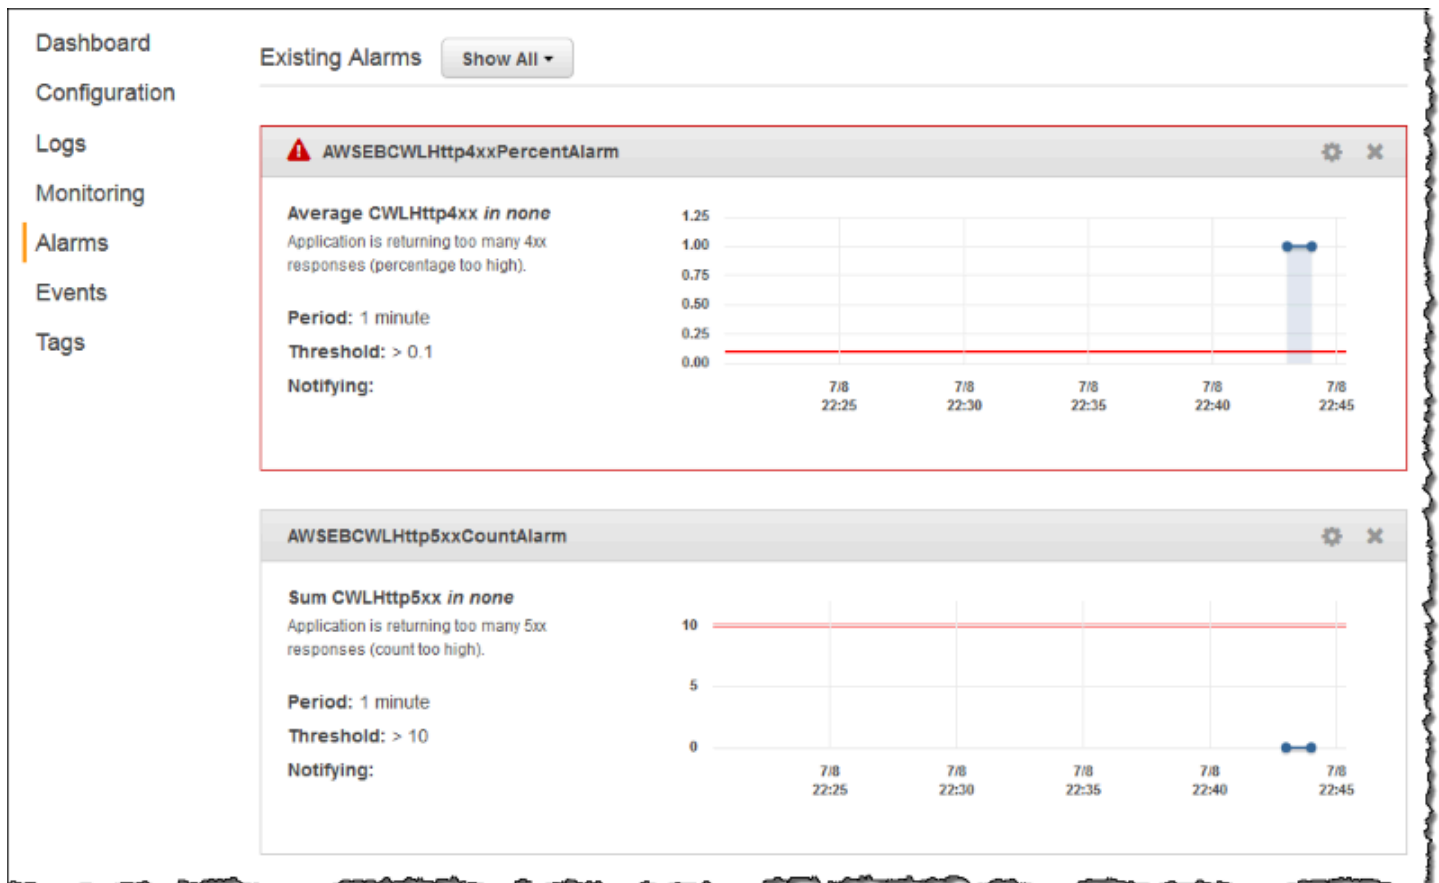 Dashboard
Configuration
Logs
Monitoring
Alarms
Events
Tags
Existing Alarms
Show All
AWSEBCWLHttp4xxPercentAlarm
Average CWLHttp4xx in none
Application is returning too many 4xx
responses (percentage too high).
Period: 1 minute
Threshold: > 0.1
Notifying:
1.25
1.00
0.75
0.50
0.25
0.00
7/8 7/8 7/8 7/8 7/8
22:25 22:30 22:35 22:40 22:45
AWSEBCWLHttp5xxCountAlarm
Sum CWLHttp5xx in none
Application is returning too many 5xx
responses (count too high).
Period: 1 minute
Threshold: > 10
Notifying:
10
5
0
7/8 7/8 7/8 7/8 7/8
22:25 22:30 22:35 22:40 22:45